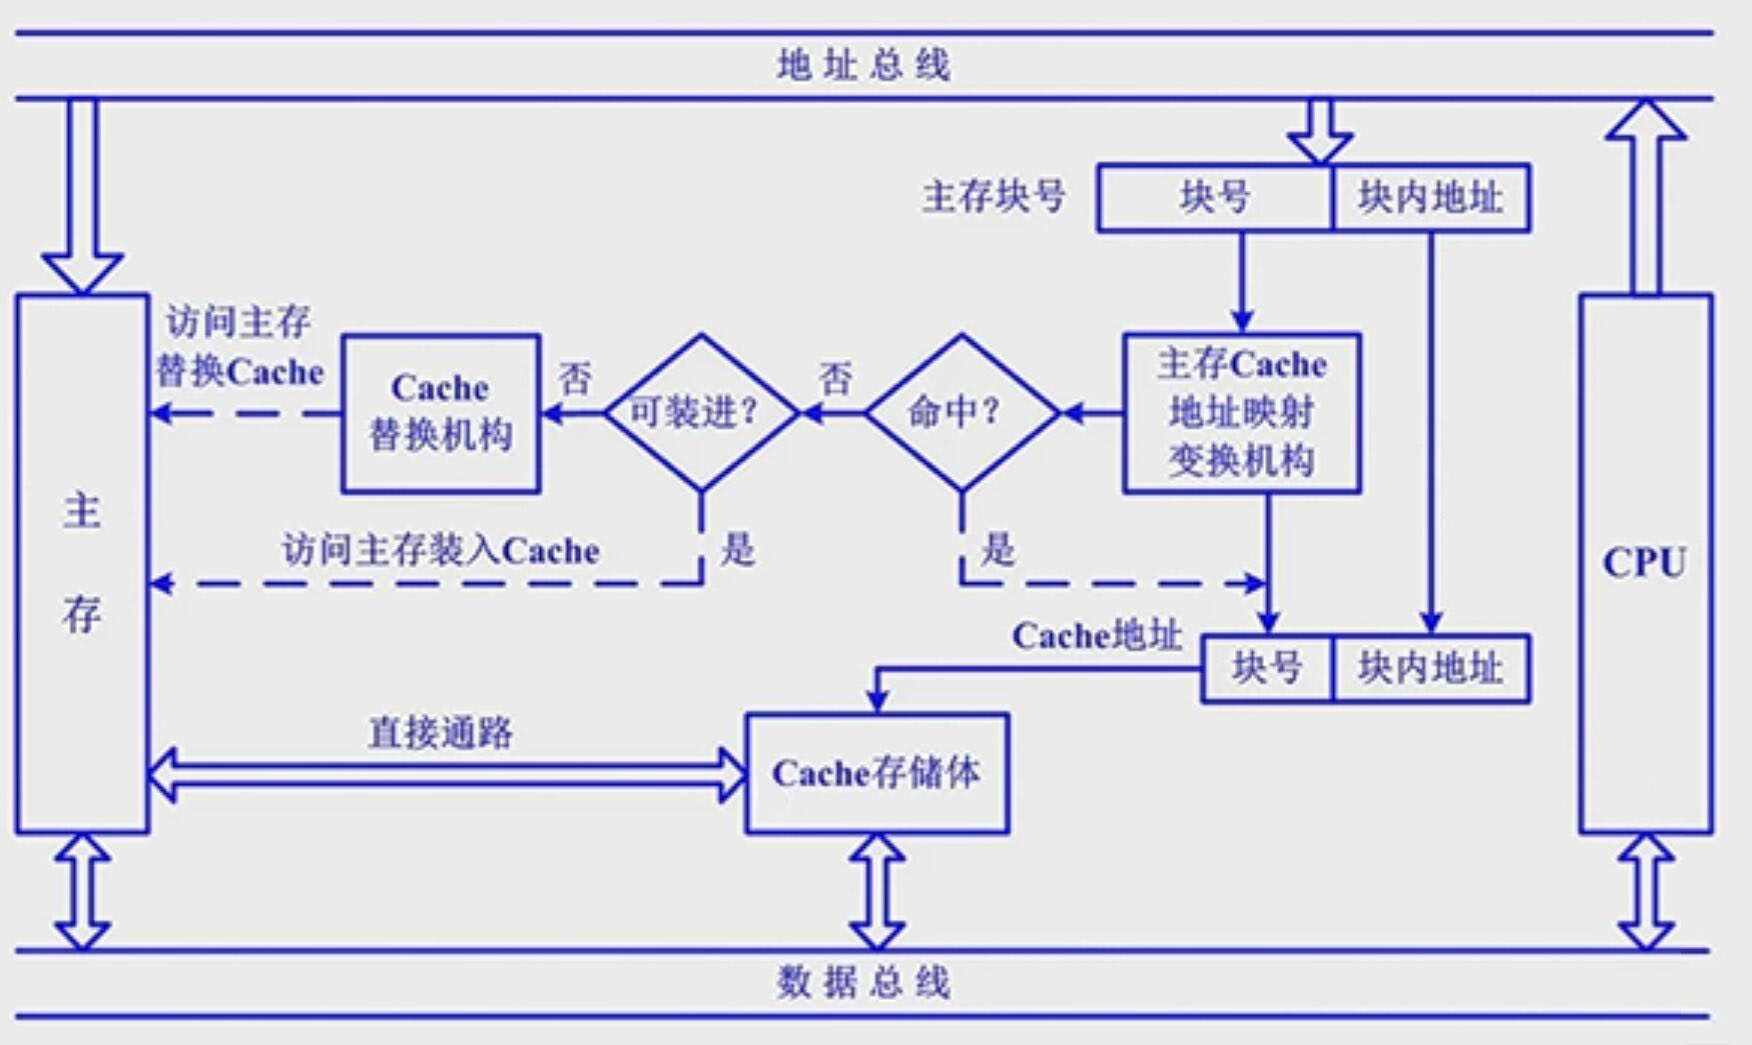 地址总线
主存块号
块号
块内地址
访问主存
替换Cache
Cache
替换机构
否
可装进?
否
命中?
主存Cache
地址映射
变换机构
主
存
访问主存装入Cache
是
是
CPU
Cache地址
块号
块内地址
直接通路
Cache存储体
数据总线